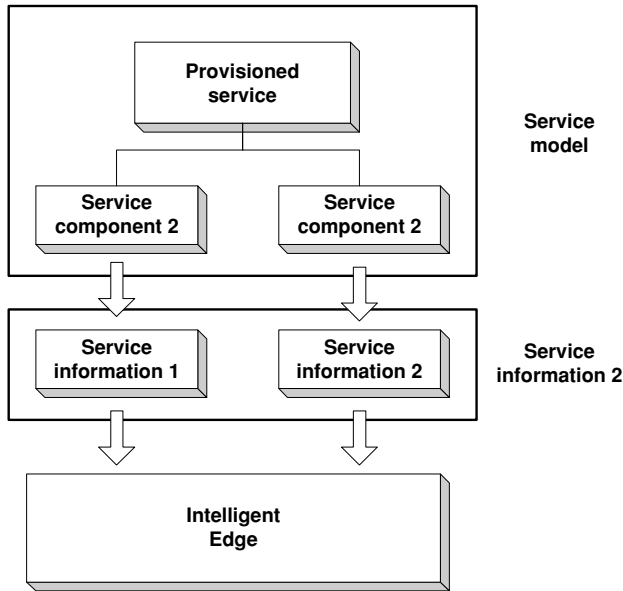 Provisioned
service
Service
model
Service
component 2
Service
component 2
Service
information 1
Service
information 2
Service
information 2
Intelligent
Edge